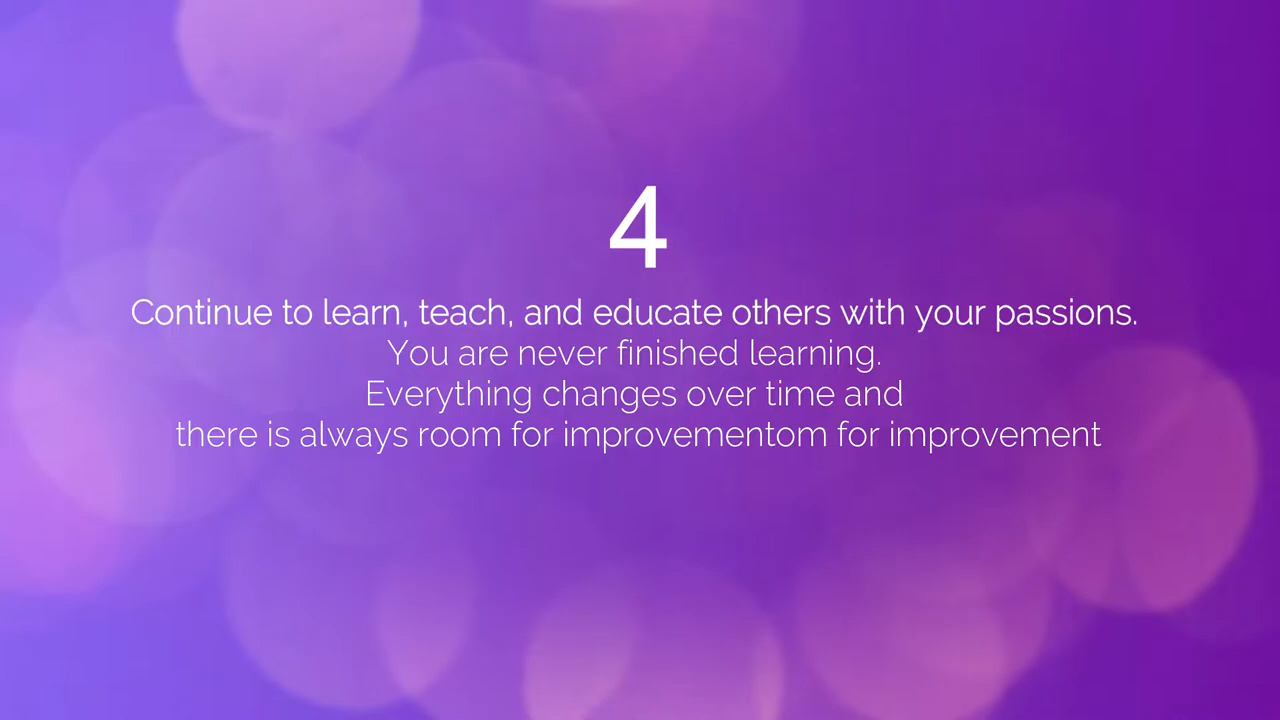 4
Continue to learn, teach, and educate others with your passions.
You are never finished learning.
Everything changes over time and
there is always room for improvementom for improvement